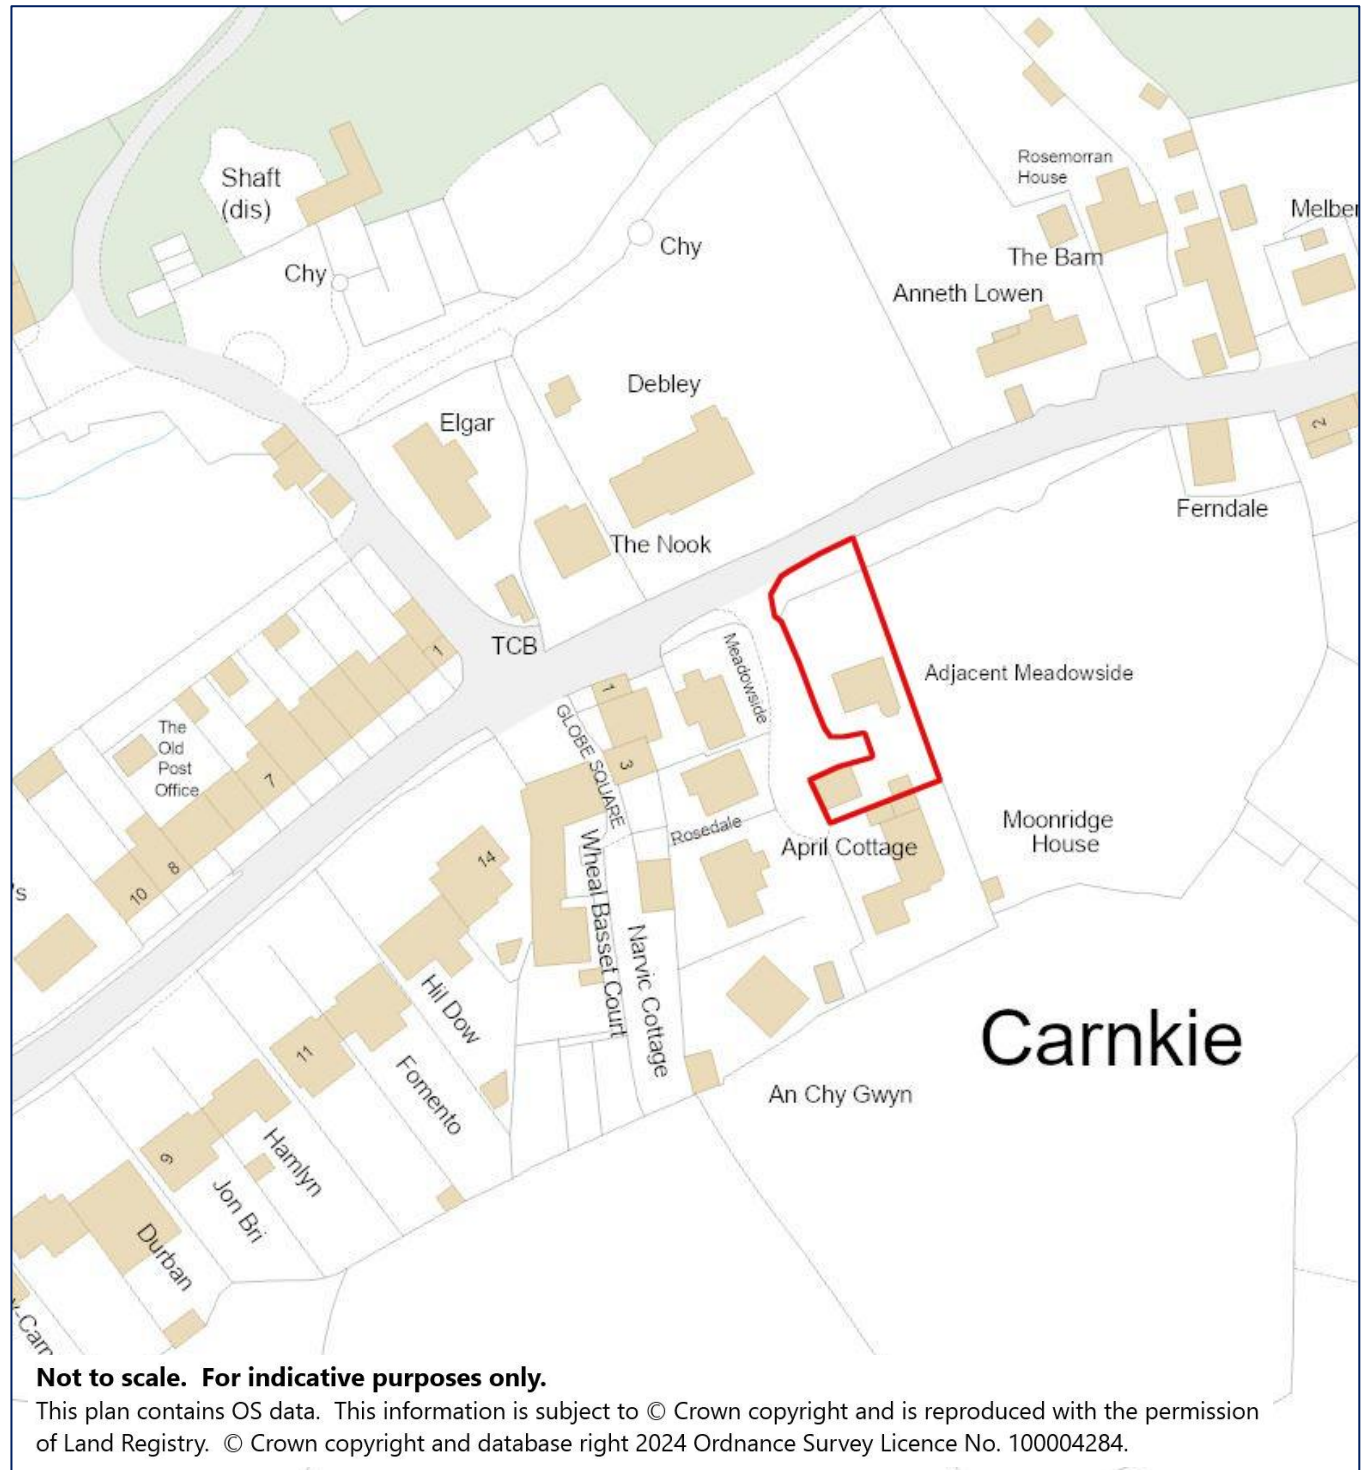 Shaft
(dis)
Chy
Chy
Rosemorran
House
Melber
The Barn
Anneth Lowen
Debley
Elgar
2
Ferndale
The Nook
TCB
1
Meadowside
Adjacent Meadowside
1
GLOBE SQUARE
3
The
Old
Post
Office
7
Rosedale
April Cottage
Moonridge
House
8
10
's
14
Wheal Basset Court
Narvic Cottage
Hil Dow
Carnkie
11
Fomento
An Chy Gwyn
9
Hamlyn
Jon Bri
Durban
y-Carn
Not to scale. For indicative purposes only.
This plan contains OS data. This information is subject to © Crown copyright and is reproduced with the permission
of Land Registry. © Crown copyright and database right 2024 Ordnance Survey Licence No. 100004284.